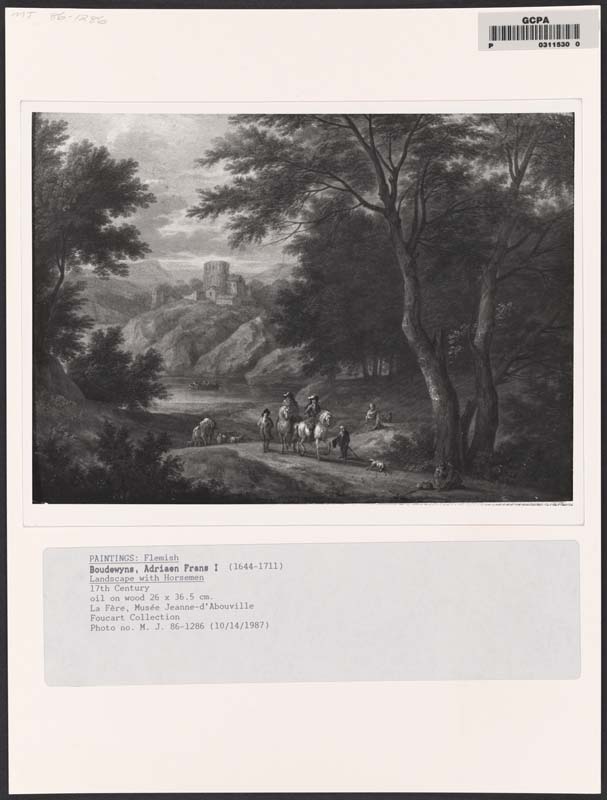 MJ 86-1286
GCPA
P 0311530 0
PAINTINGS: Flemish
Boudewyns, Adriaen Frans I (1644-1711)
Landscape with Horsemen
17th Century
oil on wood 26 x 36.5 cm.
La Fère, Musée Jeanne-d'Abouville
Foucart Collection
Photo no. M. J. 86-1286 (10/14/1987)